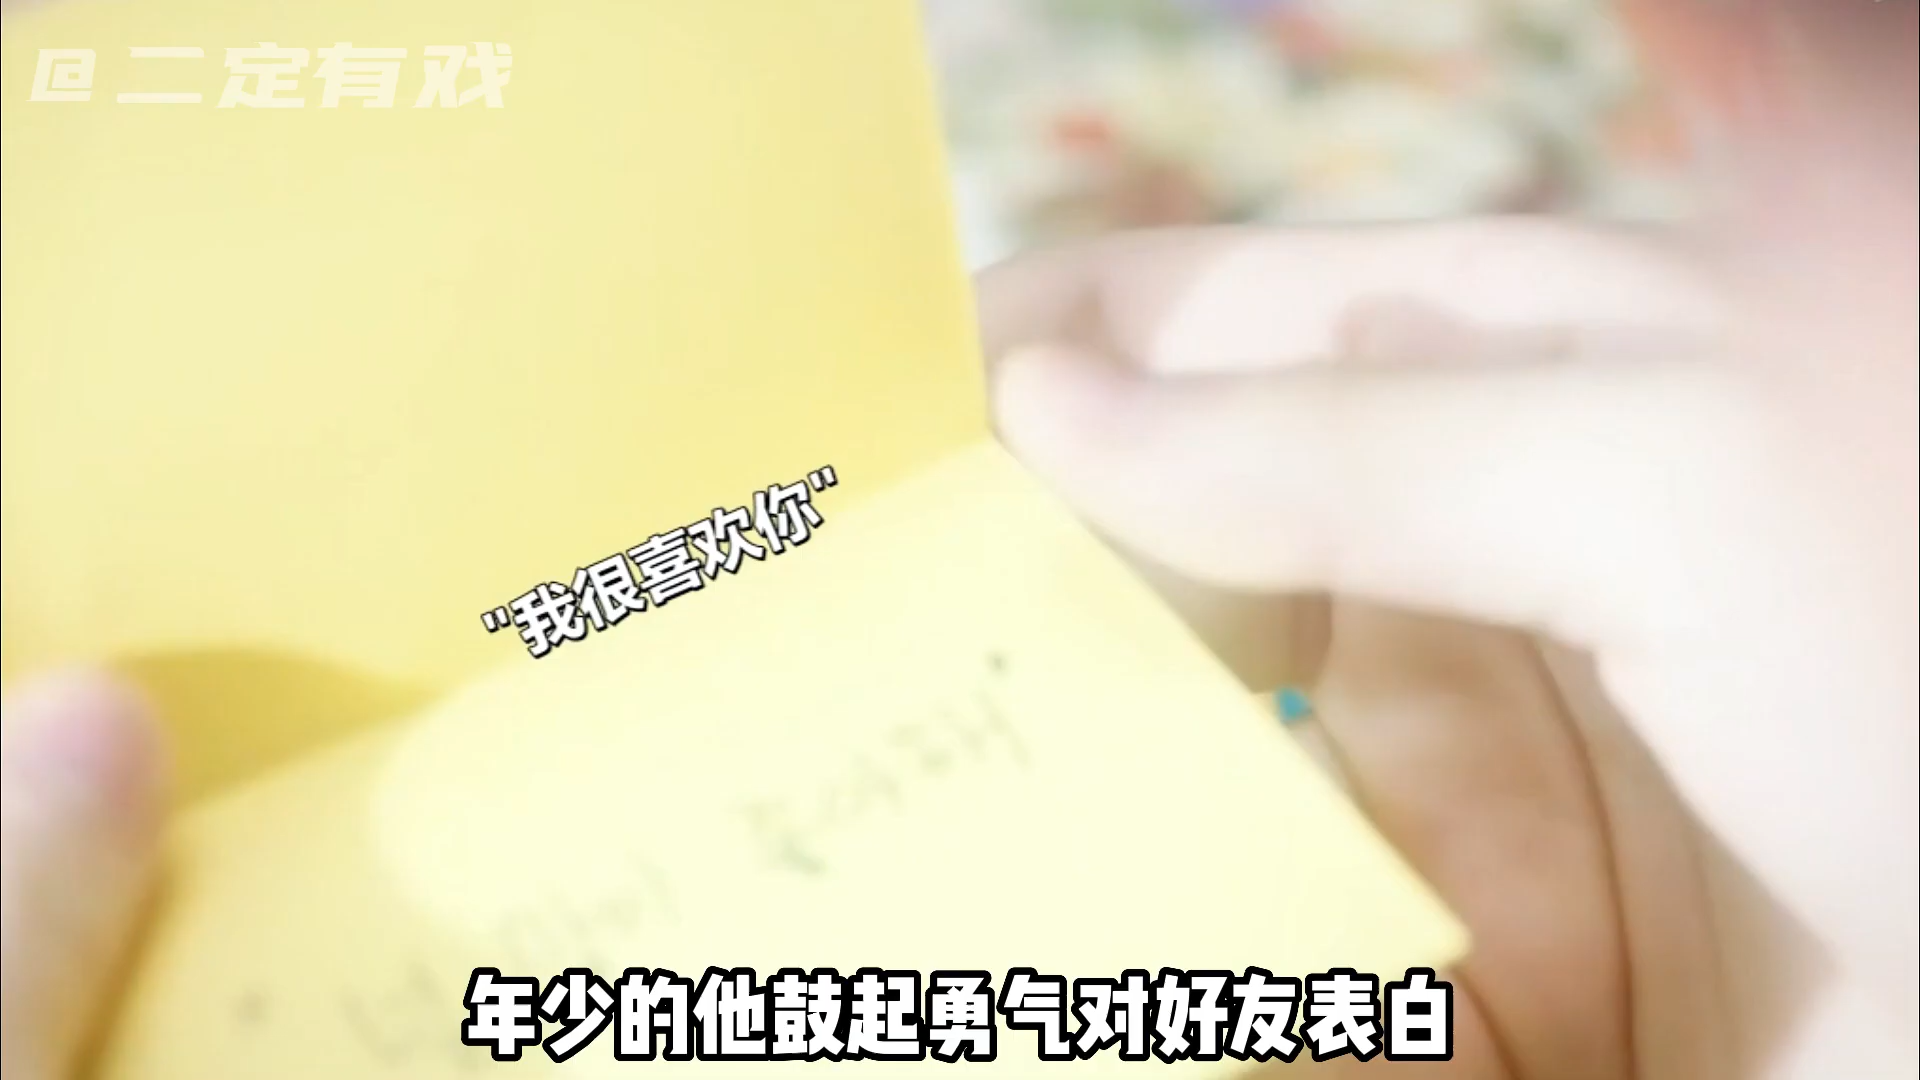 @二定有戏
"我很喜欢你"
年少的他鼓起勇气对好友表白